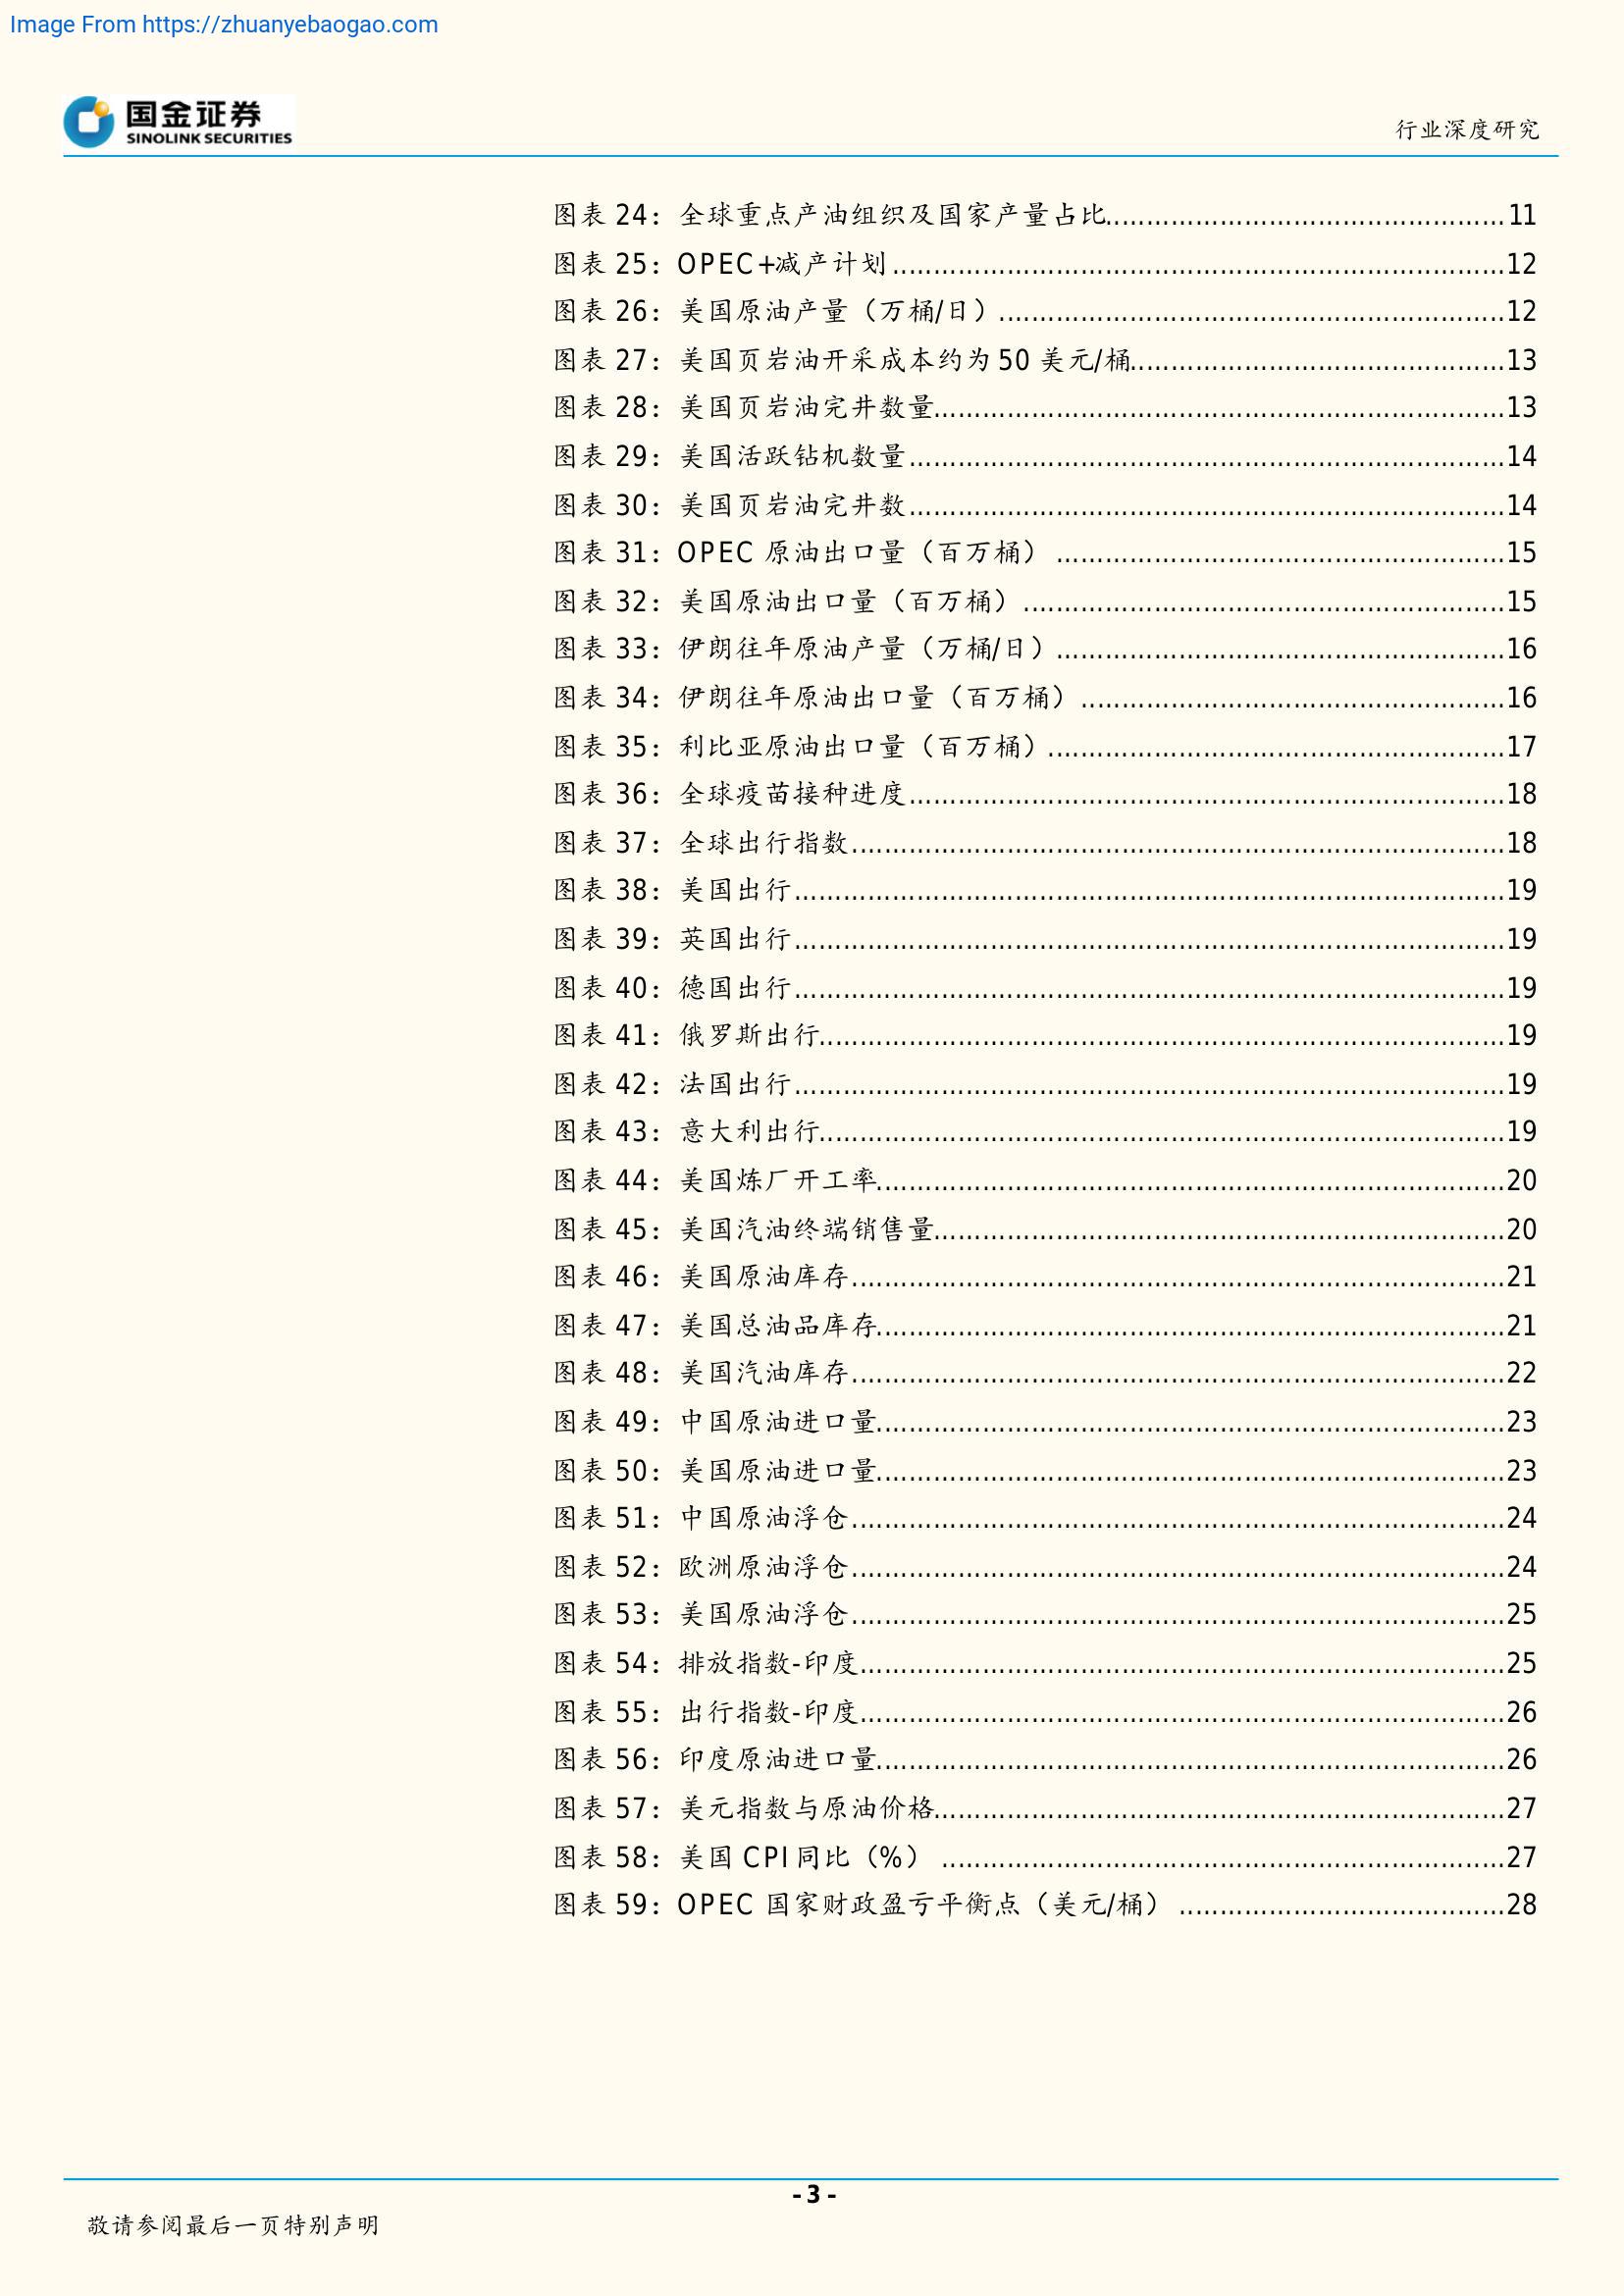 Image From https://zhuanyebaogao.com
国金证券
SINOLINK SECURITIES
行业深度研究
图表 24：全球重点产油组织及国家产量占比........................................11
图表 25：OPEC+减产计划........................................12
图表 26：美国原油产量（万桶/日）........................................12
图表 27：美国页岩油开采成本约为 50 美元/桶........................................13
图表 28：美国页岩油完井数量........................................13
图表 29：美国活跃钻机数量........................................14
图表 30：美国页岩油完井数........................................14
图表 31：OPEC 原油出口量（百万桶）........................................15
图表 32：美国原油出口量（百万桶）........................................15
图表 33：伊朗往年原油产量（万桶/日）........................................16
图表 34：伊朗往年原油出口量（百万桶）........................................16
图表 35：利比亚原油出口量（百万桶）........................................17
图表 36：全球疫苗接种进度........................................18
图表 37：全球出行指数........................................18
图表 38：美国出行........................................19
图表 39：英国出行........................................19
图表 40：德国出行........................................19
图表 41：俄罗斯出行........................................19
图表 42：法国出行........................................19
图表 43：意大利出行........................................19
图表 44：美国炼厂开工率........................................20
图表 45：美国汽油终端销售量........................................20
图表 46：美国原油库存........................................21
图表 47：美国总油品库存........................................21
图表 48：美国汽油库存........................................22
图表 49：中国原油进口量........................................23
图表 50：美国原油进口量........................................23
图表 51：中国原油浮仓........................................24
图表 52：欧洲原油浮仓........................................24
图表 53：美国原油浮仓........................................25
图表 54：排放指数-印度........................................25
图表 55：出行指数-印度........................................26
图表 56：印度原油进口量........................................26
图表 57：美元指数与原油价格........................................27
图表 58：美国 CPI 同比（%）........................................27
图表 59：OPEC 国家财政盈亏平衡点（美元/桶）........................................28
- 3 -
敬请参阅最后一页特别声明